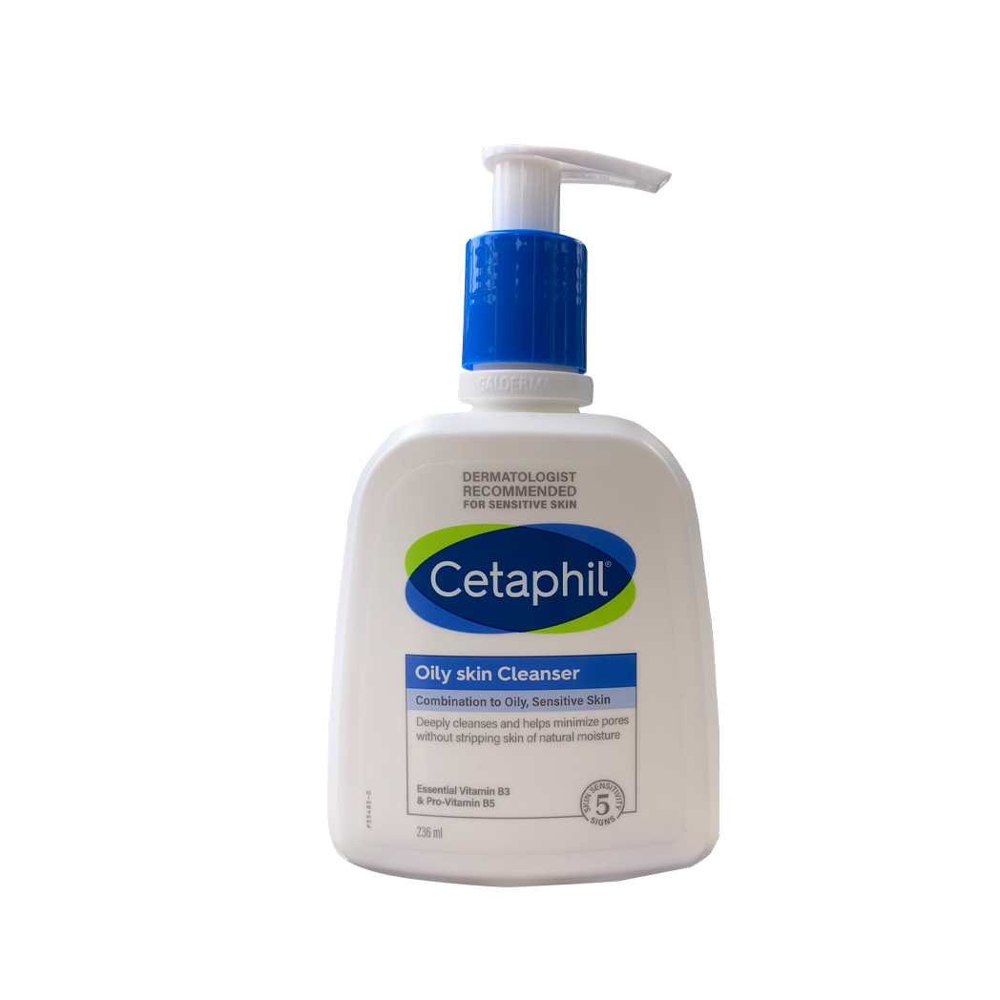 GALDERMA
DERMATOLOGIST
RECOMMENDED
FOR SENSITIVE SKIN
Cetaphil®
Oily skin Cleanser
Combination to Oily, Sensitive Skin
Deeply cleanses and helps minimize pores
without stripping skin of natural moisture
Essential Vitamin B3
& Pro-Vitamin B5
SKIN SENSITIVITY
5
SIGNS
236 ml
P55485-0